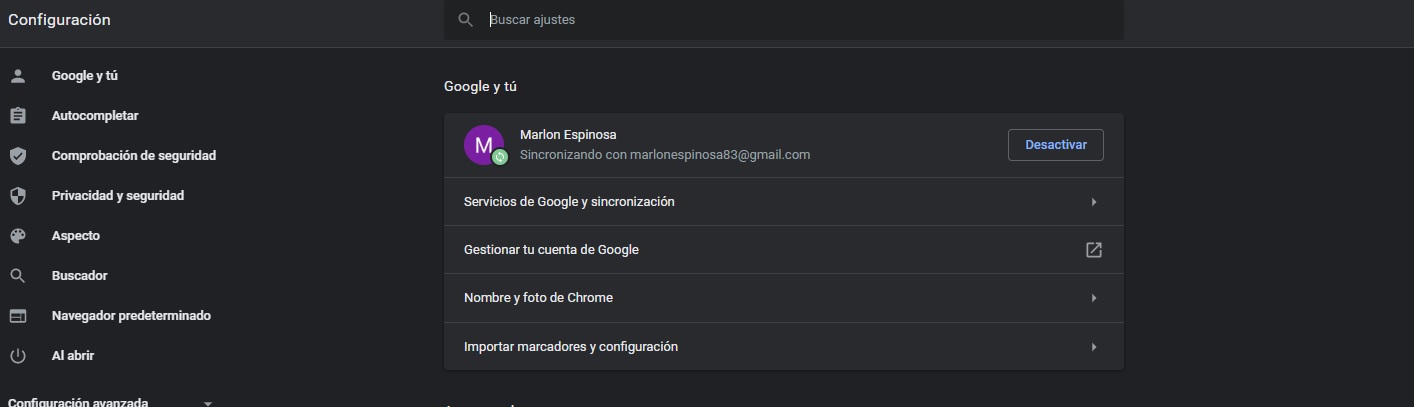 Configuración
Buscar ajustes
Google y tú
Autocompletar
Comprobación de seguridad
Privacidad y seguridad
Aspecto
Buscador
Navegador predeterminado
Al abrir
Configuración avanzada
Google y tú
M
Marlon Espinosa
Sincronizando con marlonespinosa83@gmail.com
Desactivar
Servicios de Google y sincronización
Gestionar tu cuenta de Google
Nombre y foto de Chrome
Importar marcadores y configuración